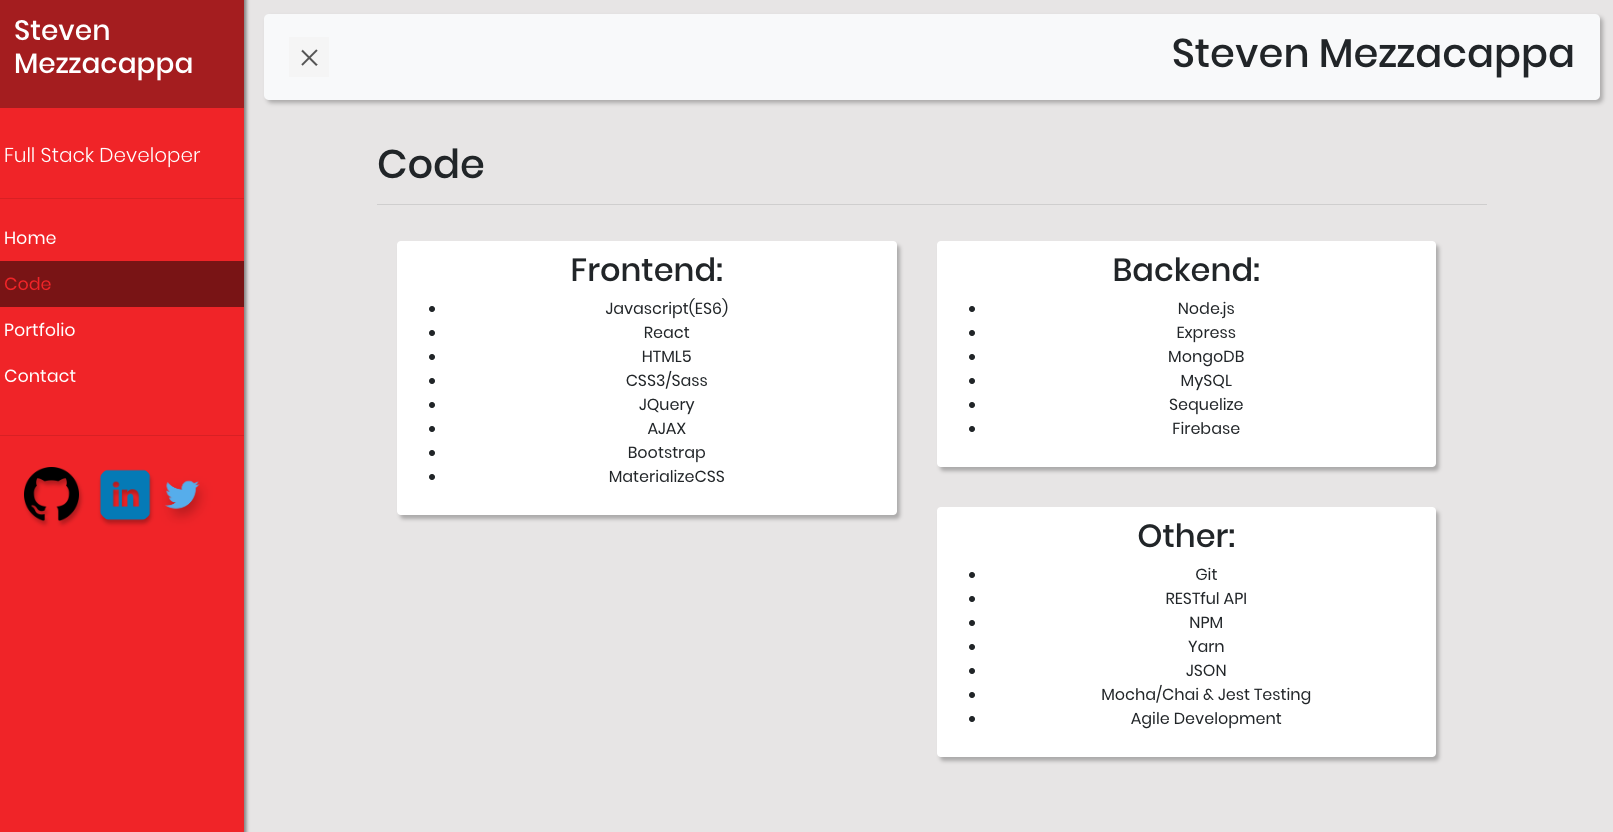 Steven
Mezzacappa
Full Stack Developer
Home
Code
Portfolio
Contact
in
Steven Mezzacappa
Code
Frontend:
Javascript(ES6)
React
HTML5
CSS3/Sass
JQuery
AJAX
Bootstrap
MaterializeCSS
Backend:
Node.js
Express
MongoDB
MySQL
Sequelize
Firebase
Other:
Git
RESTful API
NPM
Yarn
JSON
Mocha/Chai & Jest Testing
Agile Development